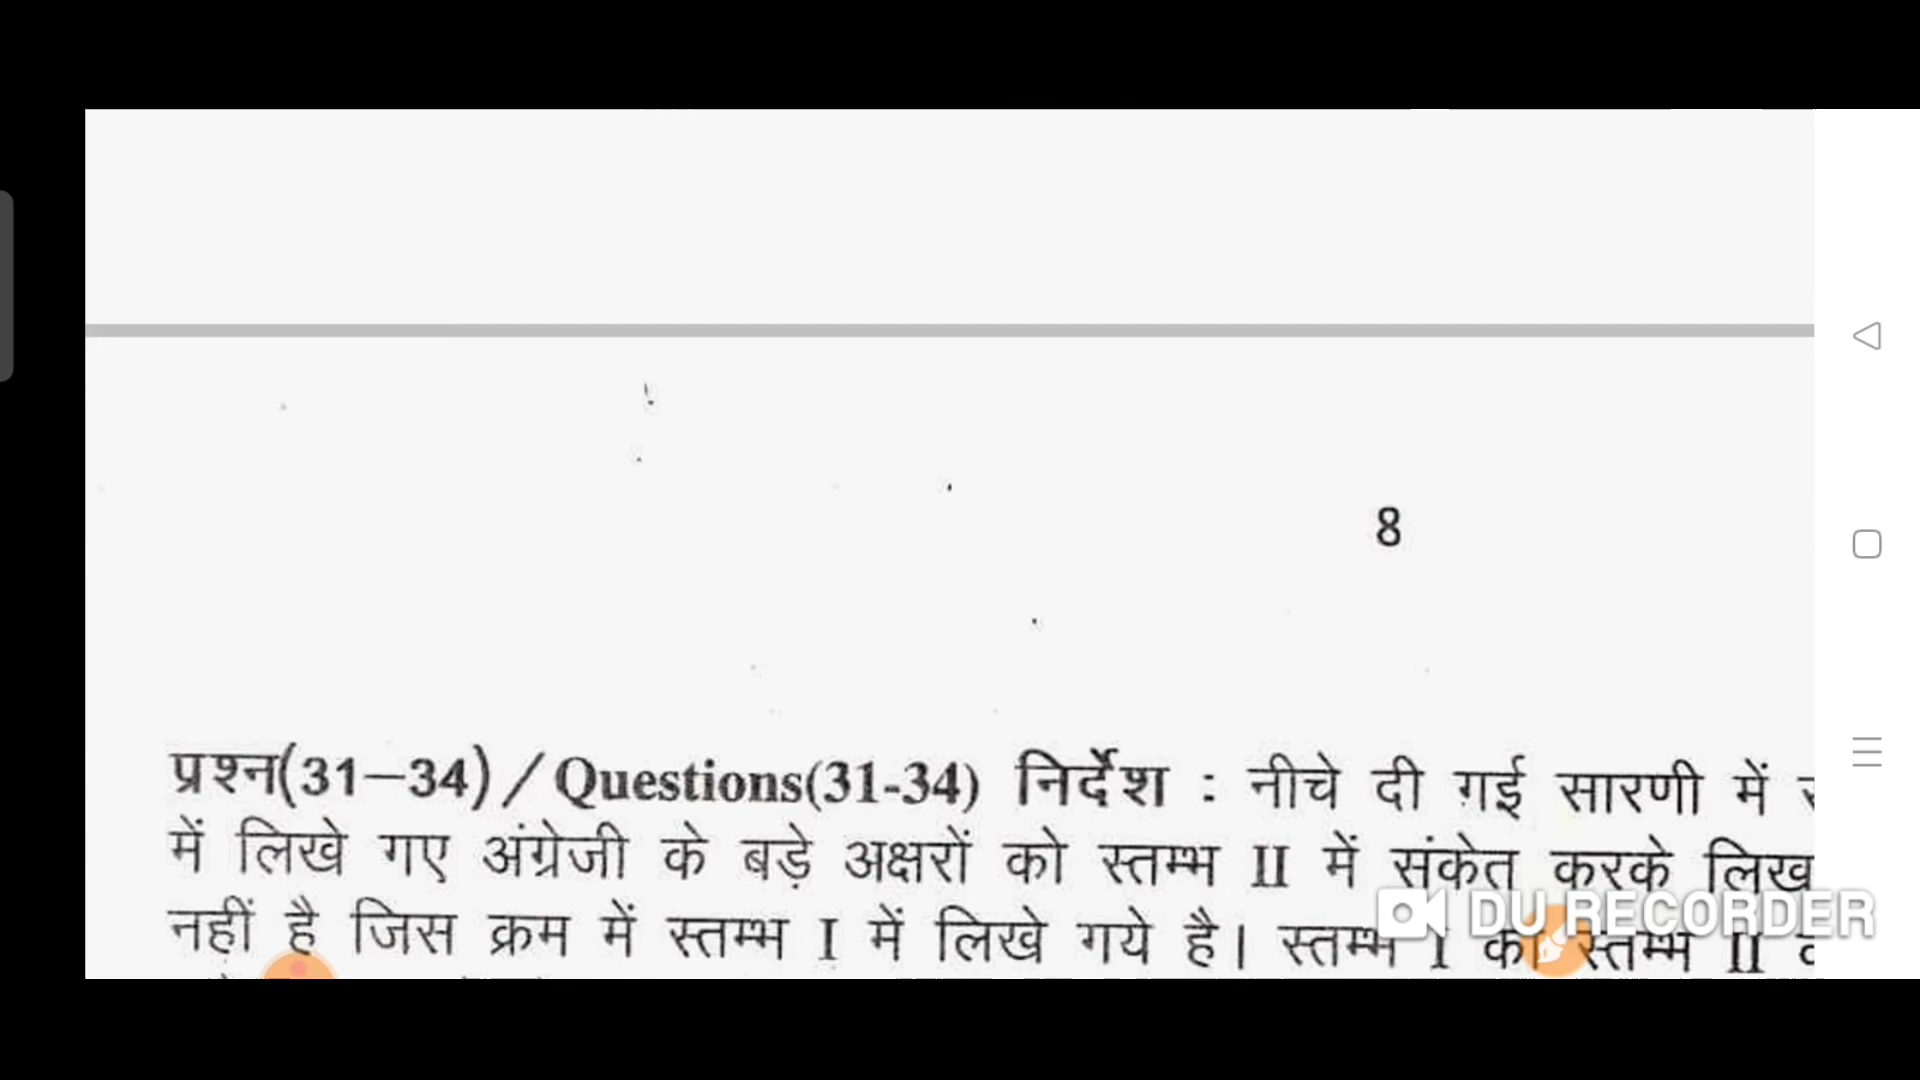 8
प्रश्न(31–34) / Questions(31-34) निर्देश : नीचे दी गई सारणी में
में लिखे गए अंग्रेजी के बड़े अक्षरों को स्तम्भ II में संकेत करके लिख
नहीं है जिस क्रम में स्तम्भ I में लिखे गये है। स्तम्भ I का स्तम्भ II
DU RECORDER